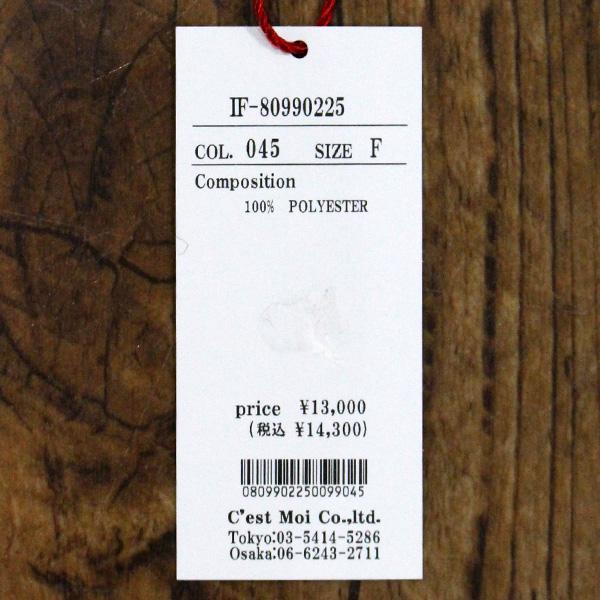 IF-80990225
COL. 045 SIZE F
Composition
100% POLYESTER
price ¥13,000
(税込 ¥14,300)
0809902250099045
C'est Moi Co.,ltd.
Tokyo:03-5414-5286
Osaka:06-6243-2711